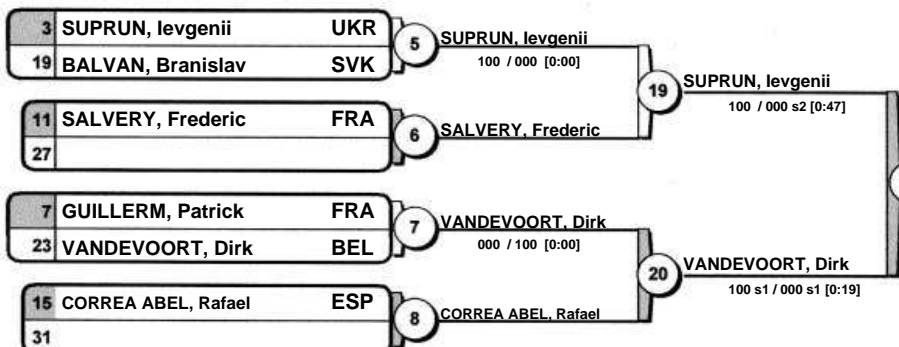 3 SUPRUN, Ievgenii UKR
19 BALVAN, Branislav SVK
5
SUPRUN, Ievgenii
100 / 000 [0:00]
11 SALVERY, Frederic FRA
27
6
SALVERY, Frederic
19
SUPRUN, Ievgenii
100 / 000 s2 [0:47]
7 GUILLERM, Patrick FRA
23 VANDEVOORT, Dirk BEL
7
VANDEVOORT, Dirk
000 / 100 [0:00]
15 CORREA ABEL, Rafael ESP
31
8
CORREA ABEL, Rafael
20
VANDEVOORT, Dirk
100 s1 / 000 s1 [0:19]